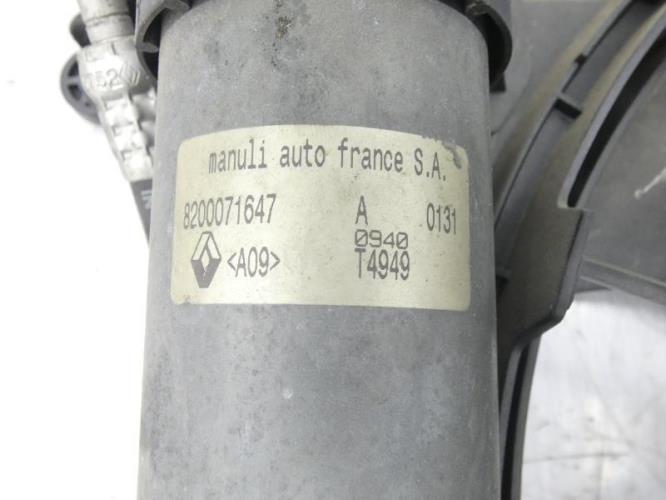 manuli auto france S.A.
8200071647 A 0131
0940
<A09> T4949